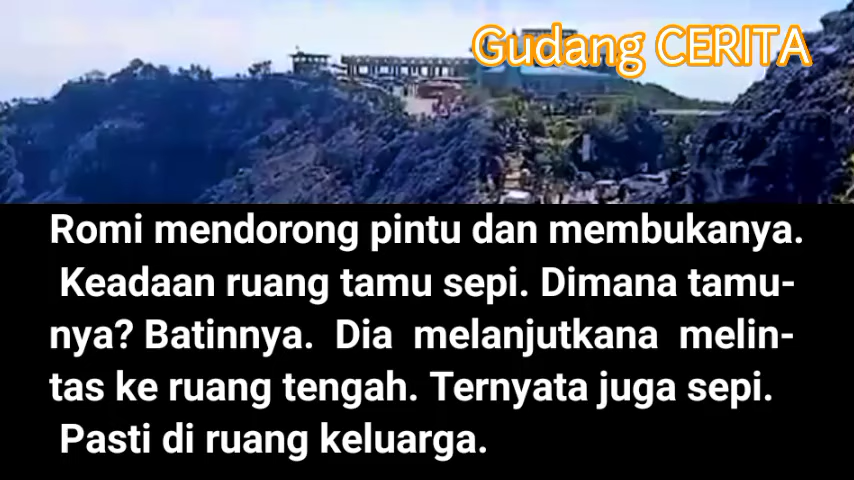 Gudang CERITA
Romi mendorong pintu dan membukanya.
Keadaan ruang tamu sepi. Dimana tamu-
nya? Batinnya. Dia melanjutkana melin-
tas ke ruang tengah. Ternyata juga sepi.
Pasti di ruang keluarga.